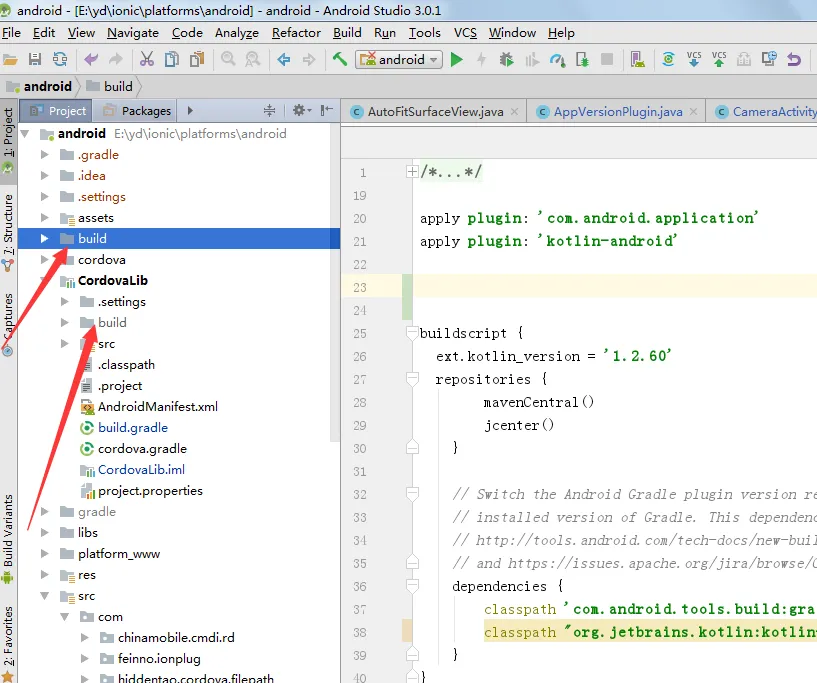 android - [E:\yd\ionic\platforms\android] - android - Android Studio 3.0.1
File Edit View Navigate Code Analyze Refactor Build Run Tools VCS Window Help
android
VCS VCS
android build
Project Packages
AutoFitSurfaceView.java AppVersionPlugin.java CameraActivity
1: Project
7: Structure
Captures
Build Variants
2: Favorites
android E:\yd\ionic\platforms\android
.gradle
.idea
.settings
assets
build
cordova
CordovaLib
.settings
build
src
.classpath
.project
AndroidManifest.xml
build.gradle
cordova.gradle
CordovaLib.iml
project.properties
gradle
libs
platform_www
res
src
com
chinamobile.cmdi.rd
feinno.ionplug
hiddentao.cordova.filepath
1 /*...*/
19
20 apply plugin: 'com.android.application'
21 apply plugin: 'kotlin-android'
22
23
24
25 buildscript {
26 ext.kotlin_version = '1.2.60'
27 repositories {
28 mavenCentral()
29 jcenter()
30 }
31
32 // Switch the Android Gradle plugin version re
33 // installed version of Gradle. This dependenc
34 // http://tools.android.com/tech-docs/new-buil
35 // and https://issues.apache.org/jira/browse/C
36 dependencies {
37 classpath 'com.android.tools.build:gra
38 classpath "org.jetbrains.kotlin:kotlin-
39 }
40 }